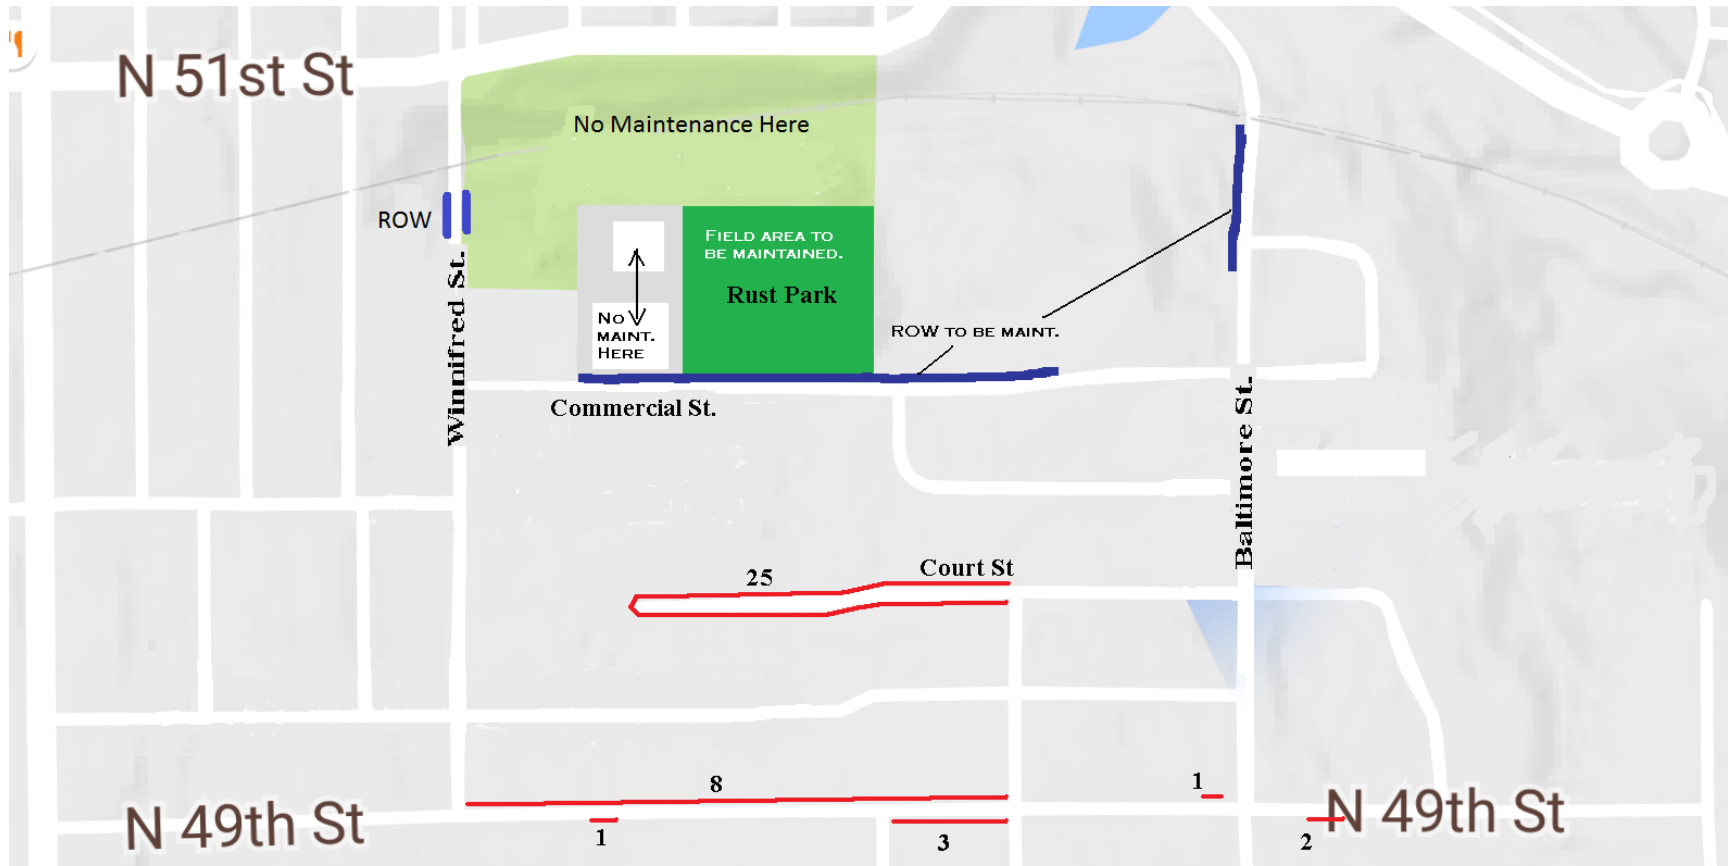 N 51st St
No Maintenance Here
ROW
FIELD AREA TO
BE MAINTAINED.
Rust Park
NO
MAINT.
HERE
ROW TO BE MAINT.
Winnifred St.
Commercial St.
Baltimore St.
Court St
25
8
1
N 49th St
1
3
2
N 49th St